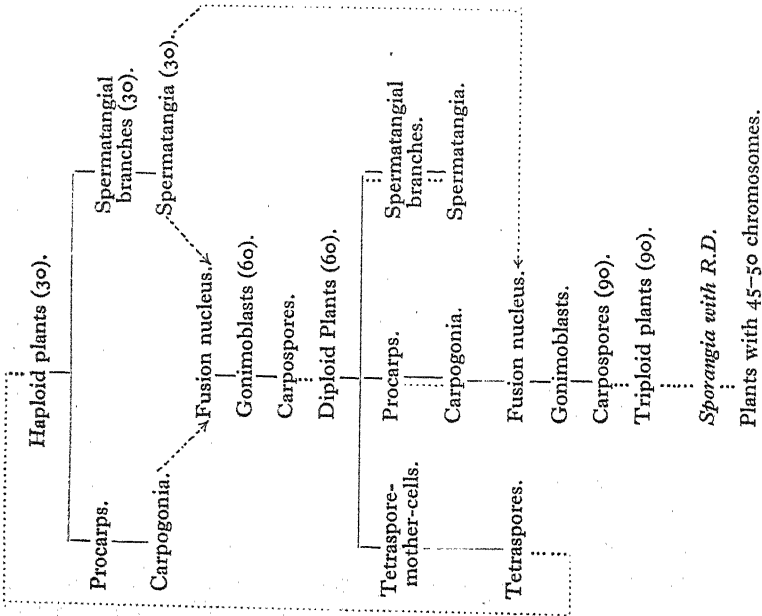 Haploid plants (30).
Procarps.
Spermatangial
branches (30).
Carpogonia.
Spermatia (30).
Fusion nucleus.
Gonimoblasts (60).
Carpospores.
Diploid Plants (60).
Tetraspore-
mother-cells.
Procarps.
Spermatangial
branches.
Carpogonia.
Spermatangia.
Tetraspores.
Fusion nucleus.
Gonimoblasts.
Carpospores (90).
Triploid plants (90).
Sporangia with R.D.
Plants with 45–50 chromosomes.